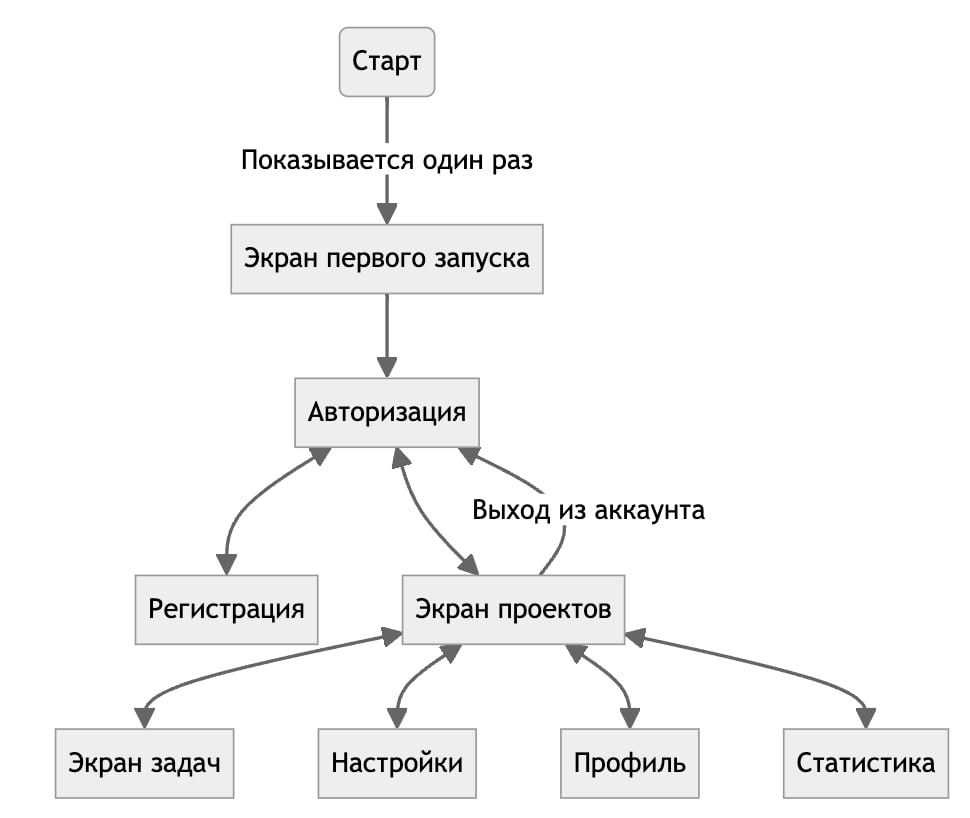 Старт
Показывается один раз
Экран первого запуска
Авторизация
Выход из аккаунта
Регистрация
Экран проектов
Экран задач
Настройки
Профиль
Статистика